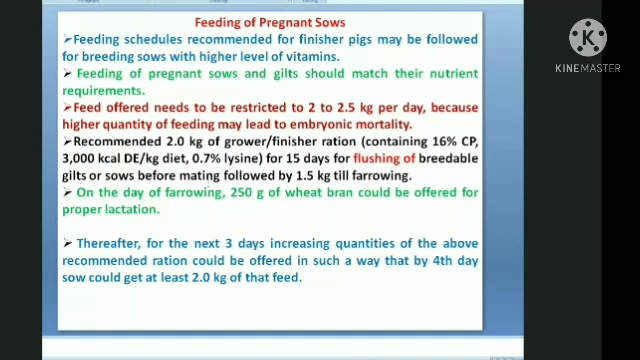 Feeding of Pregnant Sows
➢ Feeding schedules recommended for finisher pigs may be followed
for breeding sows with higher level of vitamins.
➢ Feeding of pregnant sows and gilts should match their nutrient
requirements.
➢ Feed offered needs to be restricted to 2 to 2.5 kg per day, because
higher quantity of feeding may lead to embryonic mortality.
➢ Recommended 2.0 kg of grower/finisher ration (containing 16% CP,
3,000 kcal DE/kg diet, 0.7% lysine) for 15 days for flushing of breedable
gilts or sows before mating followed by 1.5 kg till farrowing.
➢ On the day of farrowing, 250 g of wheat bran could be offered for
proper lactation.
➢ Thereafter, for the next 3 days increasing quantities of the above
recommended ration could be offered in such a way that by 4th day
sow could get at least 2.0 kg of that feed.
K
KINEMASTER